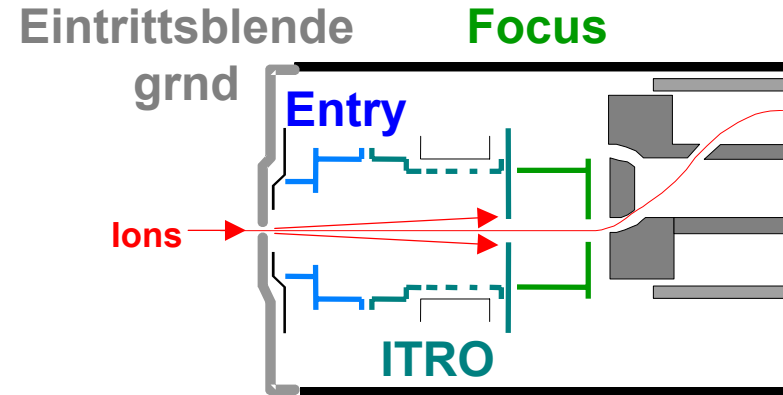 Eintrittsblende
grnd
Focus
Entry
Ions
ITRO